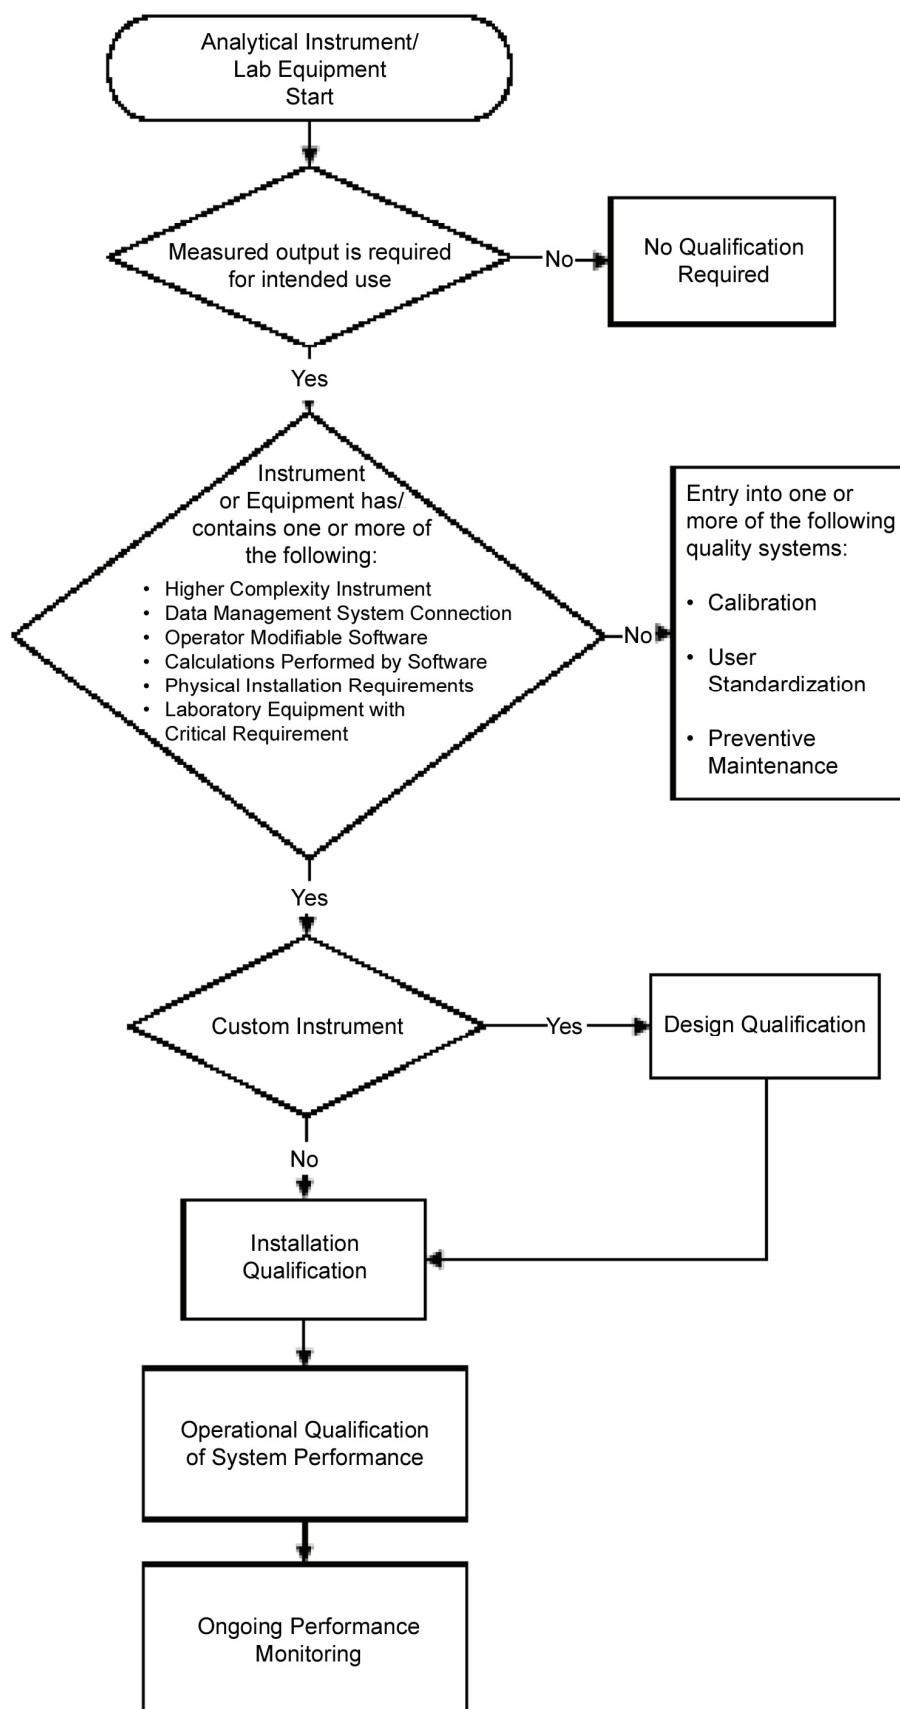 Analytical Instrument/
Lab Equipment
Start
Measured output is required
for intended use
No
No Qualification
Required
Yes
Instrument
or Equipment has/
contains one or more of
the following:
• Higher Complexity Instrument
• Data Management System Connection
• Operator Modifiable Software
• Calculations Performed by Software
• Physical Installation Requirements
• Laboratory Equipment with
Critical Requirement
No
Entry into one or
more of the following
quality systems:
• Calibration
• User
Standardization
• Preventive
Maintenance
Yes
Custom Instrument
Yes
Design Qualification
No
Installation
Qualification
Operational Qualification
of System Performance
Ongoing Performance
Monitoring